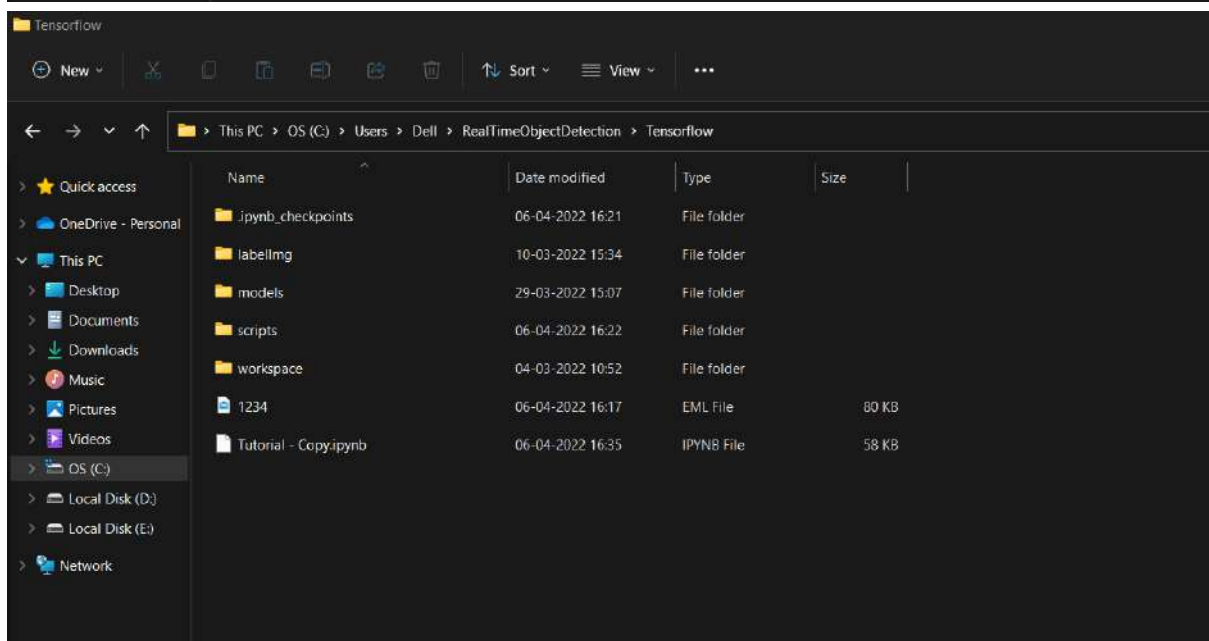 Tensorflow
New Sort View •••
This PC > OS (C:) > Users > Dell > RealTimeObjectDetection > Tensorflow
Name Date modified Type Size
Quick access
OneDrive - Personal
This PC
Desktop
Documents
Downloads
Music
Pictures
Videos
OS (C:)
Local Disk (D:)
Local Disk (E:)
Network
.ipynb_checkpoints 06-04-2022 16:21 File folder
labelImg 10-03-2022 15:34 File folder
models 29-03-2022 15:07 File folder
scripts 06-04-2022 16:22 File folder
workspace 04-03-2022 10:52 File folder
1234 06-04-2022 16:17 EML File 80 KB
Tutorial - Copy.ipynb 06-04-2022 16:35 IPYNB File 58 KB